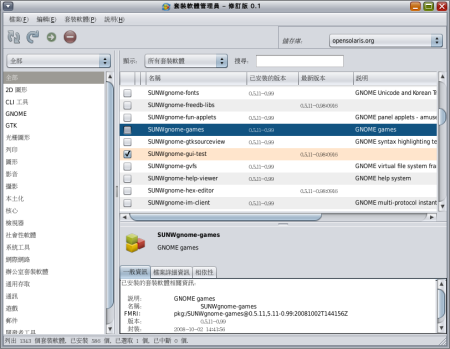 套裝軟體管理員 - 修訂版 0.1
檔案(F) 編輯(E) 套裝軟體(P) 說明(H)
儲存庫: opensolaris.org
全部 顯示: 所有套裝軟體 搜尋:
名稱 已安裝的版本 最新版本 說明
全部
2D 圖形
CLI 工具
GNOME
GTK
光碟圖形
列印
圖形
影音
攝影
本土化
核心
檢視器
社會性軟體
系統工具
網際網路
辦公室套裝軟體
通用存取
通訊
遊戲
郵件
開發者工具
SUNWgnome-fonts 0.5.11-0.99 GNOME Unicode and Korean T
SUNWgnome-freedb-libs 0.5.11-0.98
SUNWgnome-fun-applets 0.5.11-0.99 GNOME panel applets - amuse
SUNWgnome-games 0.5.11-0.99 GNOME games
SUNWgnome-gtksourceview 0.5.11-0.99 GNOME syntax highlighting te
SUNWgnome-gui-test 0.5.11-0.98
SUNWgnome-gvfs 0.5.11-0.99 GNOME virtual file system fra
SUNWgnome-help-viewer 0.5.11-0.99 GNOME help system
SUNWgnome-hex-editor 0.5.11-0.98
SUNWgnome-im-client 0.5.11-0.99 GNOME multi-protocol instant
SUNWgnome-games
GNOME games
一般資訊 檔案詳細資訊 相依性
已安裝的套裝軟體相關資訊:
說明: GNOME games
名稱: SUNWgnome-games
FMRI: pkg:/SUNWgnome-games@0.5.11,5.11-0.99:20081002T144156Z
版本: 0.5.11-0.99
封裝: 2008-10-02 14:41:56
列出 1343 個套裝軟體, 已安裝 584 個, 已選取 1 個, 已中斷 0 個.